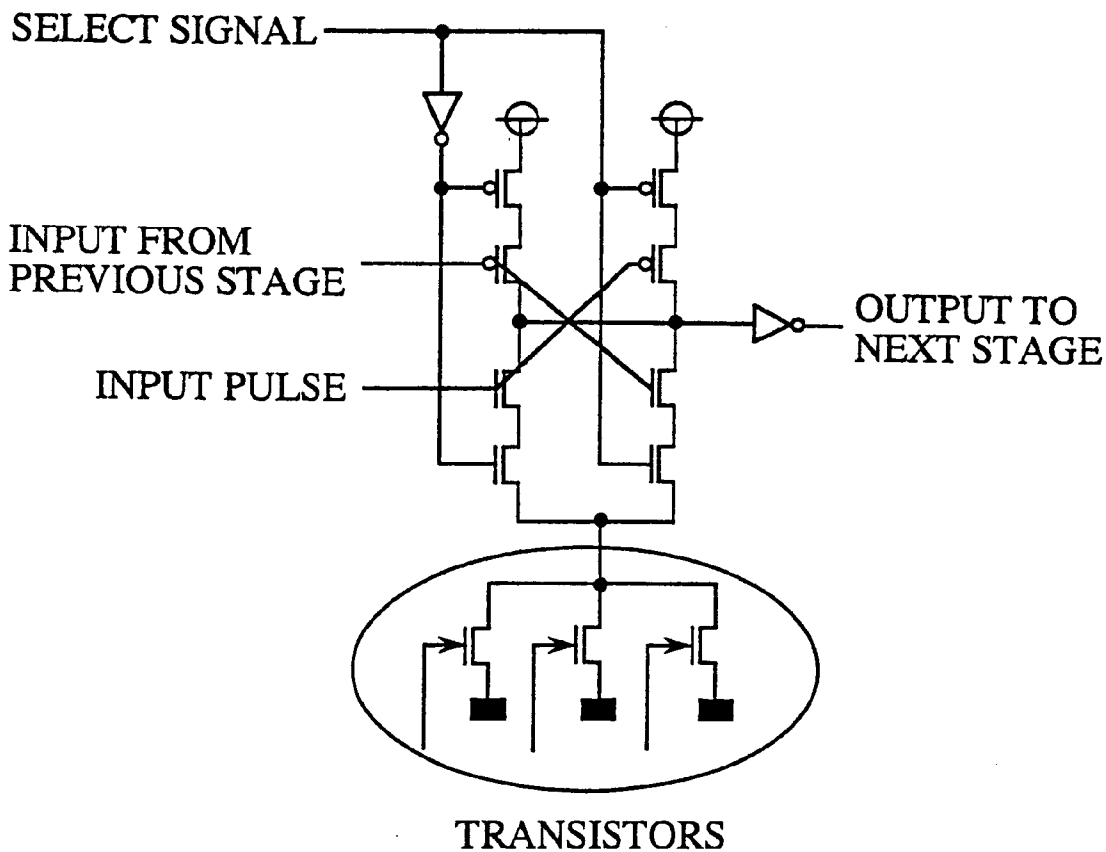 SELECT SIGNAL
INPUT FROM
PREVIOUS STAGE
OUTPUT TO
NEXT STAGE
INPUT PULSE
TRANSISTORS